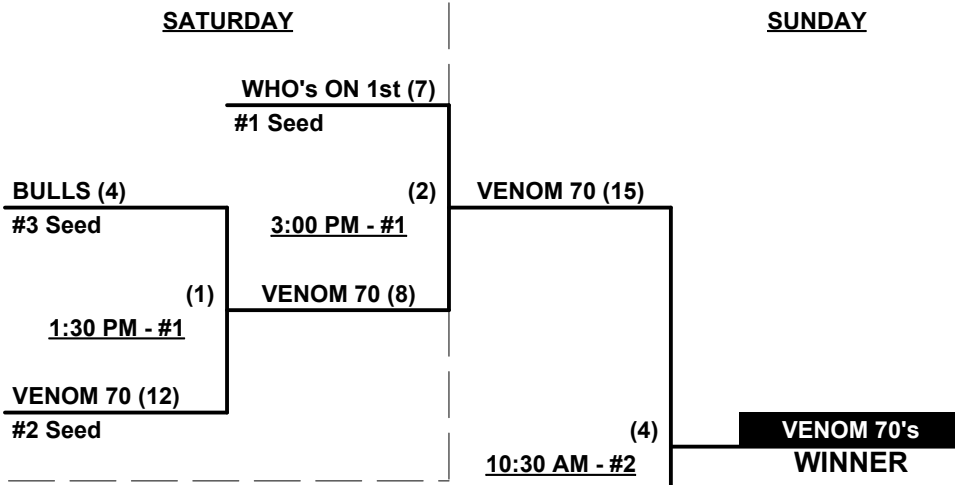 SATURDAY
SUNDAY
WHO's ON 1st (7)
#1 Seed
BULLS (4)
(2)
VENOM 70 (15)
#3 Seed
3:00 PM - #1
(1)
VENOM 70 (8)
1:30 PM - #1
VENOM 70 (12)
#2 Seed
(4)
VENOM 70's
10:30 AM - #2
WINNER